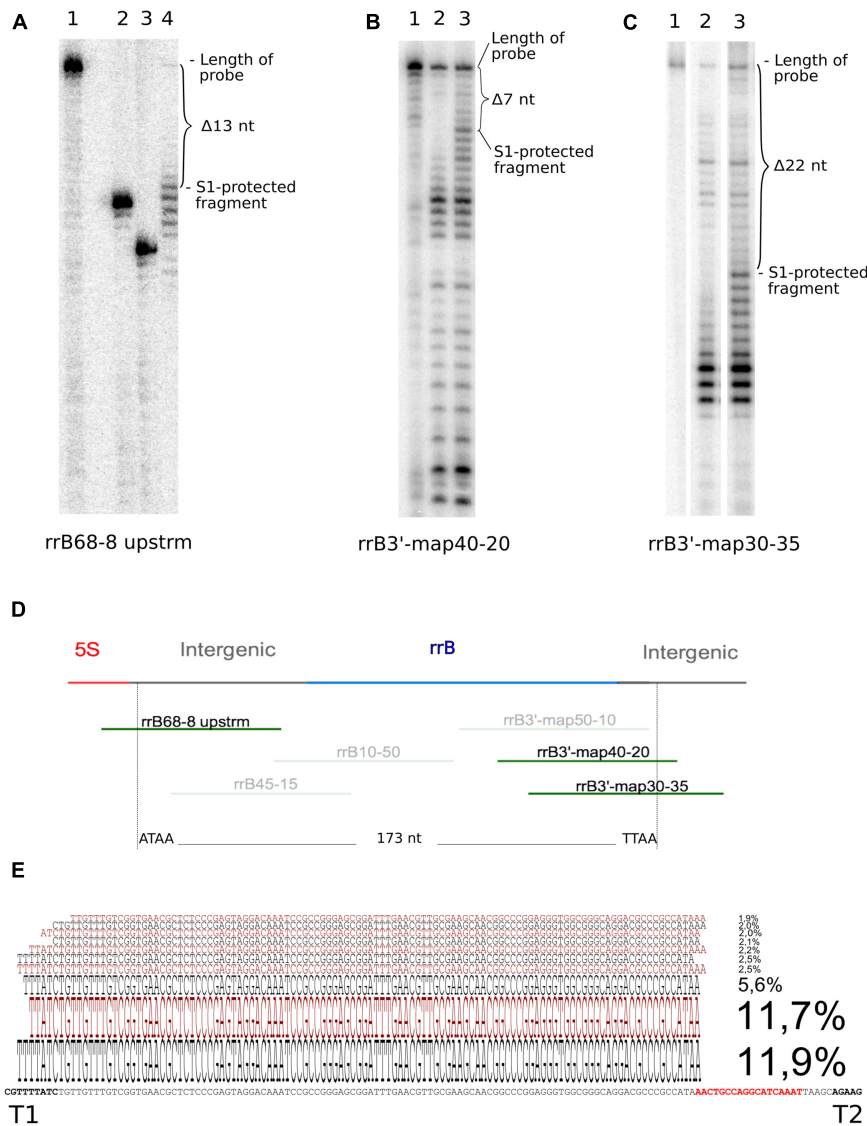 A
1 2 3 4
- Length of
probe
Δ13 nt
- S1-protected
fragment
rrB68-8 upstrm
B
1 2 3
Length of
probe
Δ7 nt
S1-protected
fragment
rrB3'-map40-20
C
1 2 3
- Length of
probe
Δ22 nt
- S1-protected
fragment
rrB3'-map30-35
D
5S Intergenic rrB Intergenic
rrB68-8 upstrm rrB3'-map50-10
rrB10-50 rrB3'-map40-20
rrB45-15 rrB3'-map30-35
ATAA 173 nt TTAA
E
TTGTTTGTCGGTGAACGCTCTCCCGAGTAGGACAAATCCGCCGGGAGCGGATTTGAACGTTGCGAAGCAACGGCCCGGAGGGTGGCGGGCAGGACGCCCGCCATAAA 1,9%
2,0%
2,0%
2,1%
2,2%
2,5%
2,5%
5,6%
11,7%
11,9%
CGTTTTATCTGTTGTTTGTCGGTGAACGCTCTCCCGAGTAGGACAAATCCGCCGGGAGCGGATTTGAACGTTGCGAAGCAACGGCCCGGAGGGTGGCGGGCAGGACGCCCGCCATAAACTGCCAGGCATCAAATTAAGCAGAAG
T1 T2